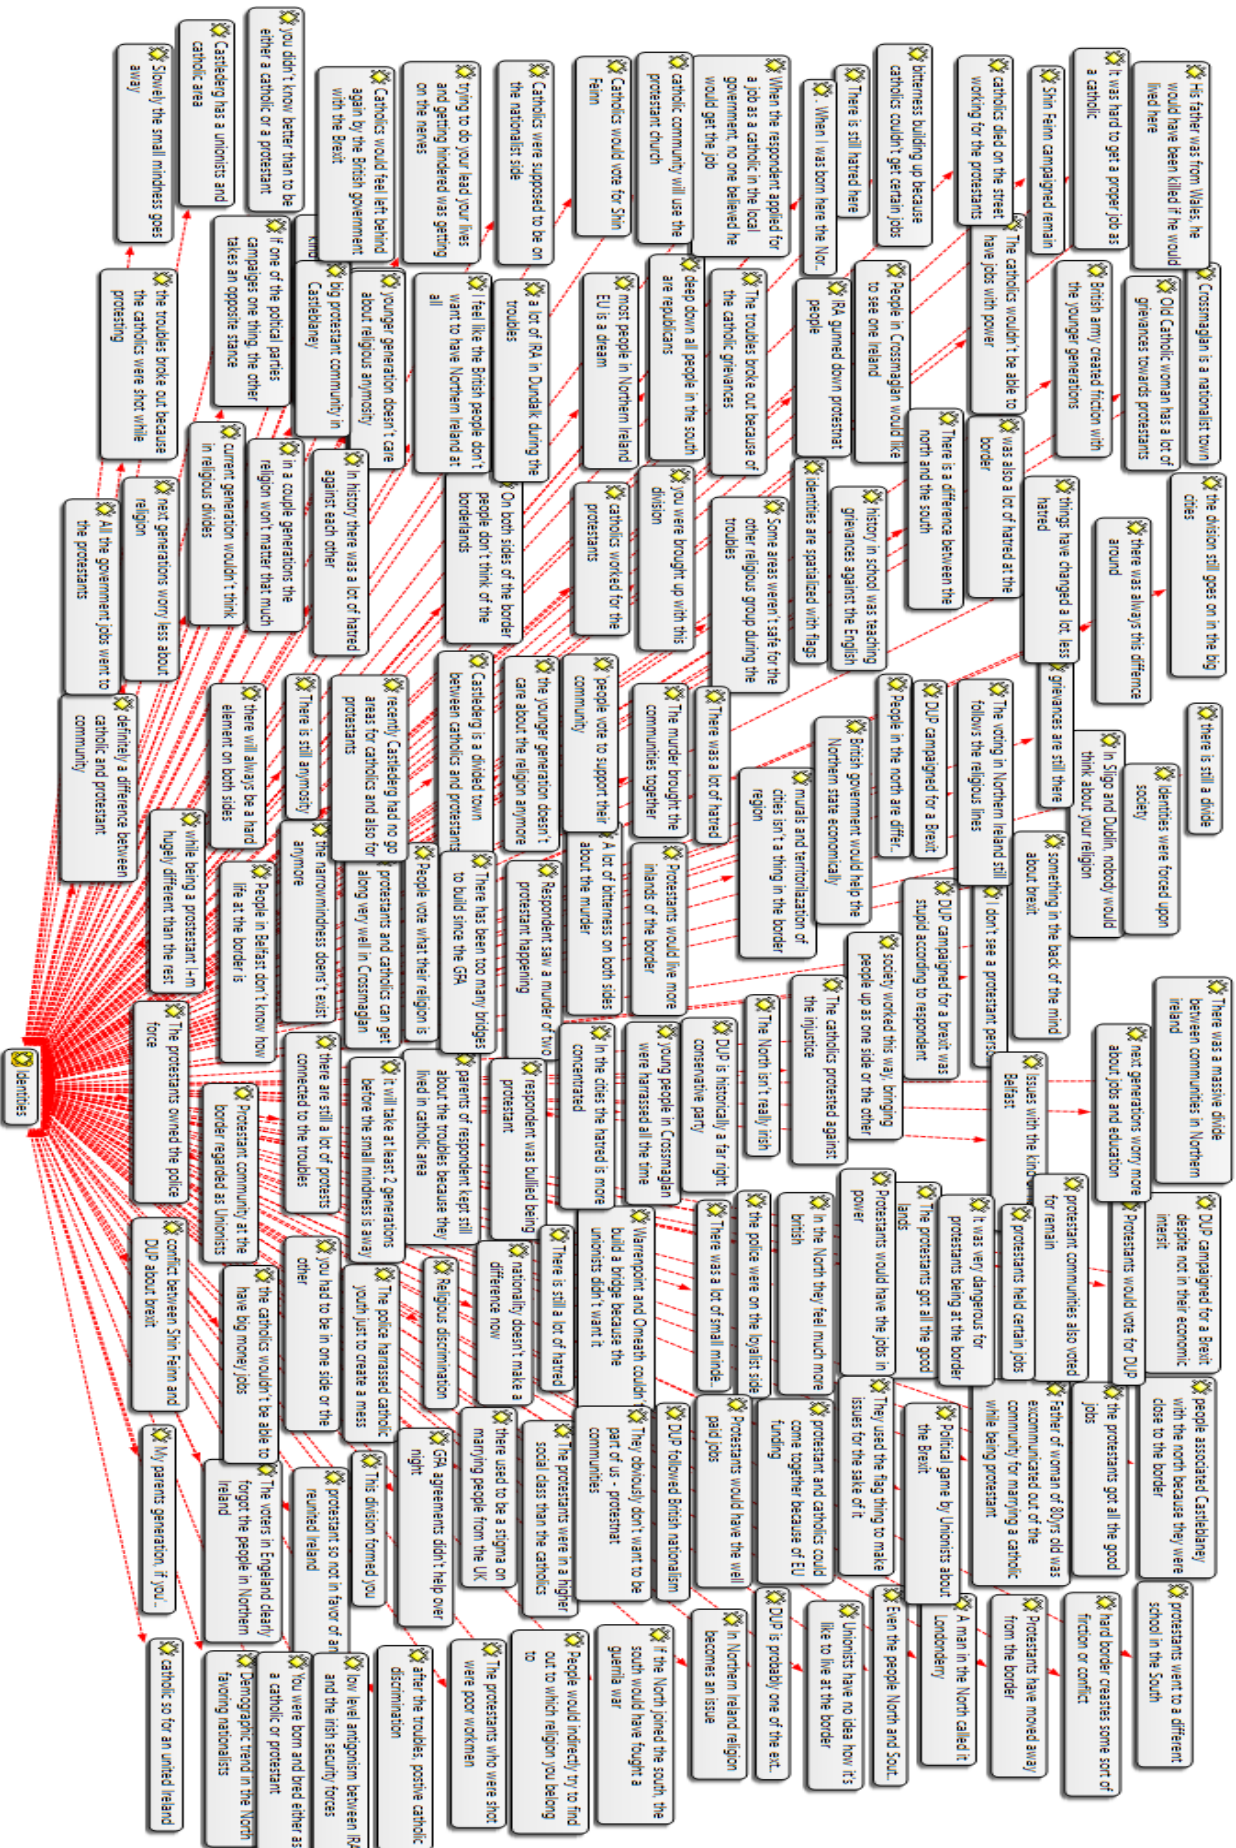 His father was from Wales, he
would have been killed if he would
lived here
Crossmaglan is a nationalist town
Old Catholic woman has a lot of
grievances towards protestants
the division still goes on in the big
cities
there is still a divide
Identities were forced upon
society
There was a massive divide
between communities in Northern
ireland
DUP campaigned for a Brexit
despite not in their economic
intersit
people associated Castleblaney
with the north because they were
close to the border
protestants went to a different
school in the South
It was hard to get a proper job as
a catholic
British army created friction with
the younger generations
there was always this differnce
around
In Sligo and Dublin, nobody would
think about your religion
next generations worry more
about jobs and education
Protestants would vote for DUP
the protestants got all the good
jobs
hard border creastes some sort of
firction or conflict
Shin Feinn campaigned remain
things have changed a lot, less
hatred
grievances are still there
something in the back of the mind
about brexit
Issues with the kind
Belfast
protestant communities also voted
for remain
Father of woman of 80yrs old was
excommunicated out of the
community for marrying a catholic
while being protestant
Protestants have moved away
from the border
catholics died on the street
working for the protestants
The catholics wouldn't be able to
have jobs with power
was also a lot of hatred at the
border
The voting in Northern Ireland still
follows the religious lines
I don't see a protestant
protestants held certain jobs
It was very dangerous for
protestants being at the border
A man in the North called it
Londonderry
bitterness building up because
catholics couldn't get certain jobs
People in Crossmaglan would like
to see one Ireland
There is a difference between the
north and the south
DUP campaigned for a Brexit
People in the north are differ..
DUP campaigned for a brexit was
stupid according to respondent
society worked this way, bringing
people up as one side or the other
The protestants got all the good
lands
Protestants would have the jobs in
power
Political game by Unionists about
the Brexit
They used the flag thing to make
issues for the sake of it
Even the people North and Sout..
There is still hatred here
. When I was born here the Nor..
IRA gunned down protestnat
people
history in school was teaching
grievances against the English
identities are spatialized with flags
British government would help the
Northern state economically
murals and territorilazation of
cities isn't a thing in the border
region
The catholics protested against
the injustice
The North isn't really irish
In the North they feel much more
british
the police were on the loyalist side
protestant and catholics could
come together because of EU
funding
Unionists have no idea how it's
like to live at the border
DUP is probably one of the ext..
When the respondent applied for
a job as a catholic in the local
government, no one believed he
would get the job
The troubles broke out because of
the catholic grievances
Some areas weren't safe for the
other religious group during the
troubles
There was a lot of hatred
DUP is historically a far right
conservative party
There was a lot of small minde..
Protestants would have the well
paid jobs
In Northern Ireland religion
becomes an issue
catholic community will use the
protestant church
deep down all people in the south
are republicans
you were brought up with this
division
The murder brought the
communities together
Protestants would live more
inlands of the border
young people in Crossmaglan
were harrassed all the time
Warrenpoint and Omeath
build a bridge because the
unionists didn't want it
DUP followed British nationalism
They obviously don't want to be
part of us - protestnat
communities
If the North joined the south, the
south would have fought a
guerrila war
Catholics would vote for Shin
Feinn
most people in Northern Ireland
EU is a dream
catholics worked for the
protestants
people vote to support their
community
A lot of bitterness on both sides
about the murder
In the cities the hatred is more
concentrated
There is still a lot of hatred
The protestants were in a higher
social class than the catholics
People would indirectly try to find
out to which religion you belong
to
Catholics were supposed to be on
the nationalist side
a lot of IRA in Dundalk during the
troubles
On both sides of the border
people don't think of the
borderlands
the younger generation doesn't
care about the religion anymore
Respondent saw a murder of two
protestant happening
respondent was bullied being
protestant
nationality doesn't make a
difference now
there used to be a stigma on
marrying people from the UK
The protestants who were shot
were poor workmen
trying to do your lead your lives
and getting hindered was getting
on the nerves
I feel like the British people don't
want to have Northern Ireland at
all
Castlederg is a divided town
between catholics and protestants
There has been too many bridges
to build since the GFA
parents of respondent kept still
about the troubles because they
lived in catholic area
Religious discrimination
GFA agreements didn't help over
night
after the troubles, postive catholic
discrimination
Catholics would feel left behind
again by the British government
with the Brexit
younger generation doesn't care
about religious anymosity
In history there was a lot of hatred
against each other
recently Castlederg had no go
areas for catholics and also for
protestants
People vote what their religion is
protestants and catholics can get
along very well in Crossmaglan
it will take at least 2 generations
before the small mindness is away
The police harrased catholic
youth just to create a mess
This division formed you
low level antigonism between IRA
and the irish security forces
you didn't know better than to be
either a catholic or a protestant
big protestant community in
Castleblaney
in a couple generations the
religion won't matter that much
There is still anymosity
the narrowmindness doens't exist
anymore
there are still a lot of protests
connected to the troubles
you had to be in one side or the
other
protestant so not in favor of an
reunited Ireland
You were born and bred either as
a catholic or protestant
Castlederg has a unionists and
catholic area
If one of the poltical parties
campaigns one thing, the other
takes an opposite stance
current generation wouldn't think
in religious divides
there will always be a hard
element on both sides
People in Belfast don't know how
life at the border is
Protestant community at the
border regarded as Unionists
the catholics wouldn't be able to
have big money jobs
The voters in Engeland clearly
forgot the people in Northern
Ireland
Demographic trend in the North
favoring nationalists
Slowely the small mindness goes
away
the troubles broke out because
the catholics were shot while
protesting
next generations worry less about
religion
All the government jobs went to
the protestants
definitely a difference between
catholic and protestant
community
while being a prostestant I+m
hugely different than the rest
The protestants owned the police
force
conflict between Shin Feinn and
DUP about brexit
My parents generation, if you'..
catholic so for an united Ireland
Identities